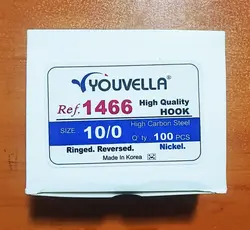 YOUVELLA®
Ref. 1466 High Quality HOOK
High Carbon Steel
SIZE 10/0 Q'ty 100 PCS
Ringed. Reversed. Nickel.
Made In Korea